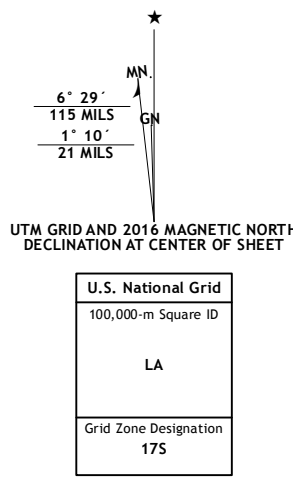 ★
MN.
6° 29´
115 MILS
GN
1° 10´
21 MILS
UTM GRID AND 2016 MAGNETIC NORTH
DECLINATION AT CENTER OF SHEET
U.S. National Grid
100,000-m Square ID
LA
Grid Zone Designation
17S